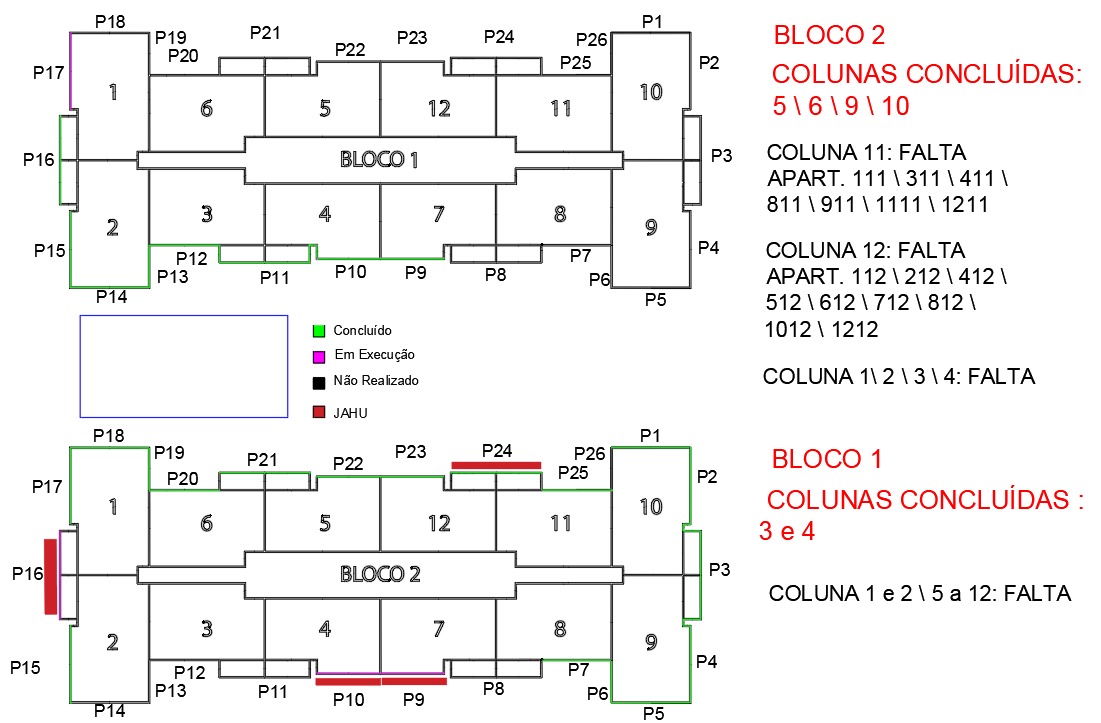 P18
P19
P20
P21
P22
P23
P24
P25
P26
P1
P17
P2
1
6
5
12
11
10
P16
BLOCO 1
P3
2
3
4
7
8
9
P15
P4
P12
P13
P11
P10
P9
P8
P7
P6
P14
P5
Concluído
Em Execução
Não Realizado
JAHU
P18
P19
P20
P21
P22
P23
P24
P25
P26
P1
P17
P2
1
6
5
12
11
10
P16
BLOCO 2
P3
2
3
4
7
8
9
P15
P4
P12
P13
P11
P10
P9
P8
P7
P6
P14
P5
BLOCO 2
COLUNAS CONCLUÍDAS:
5 \ 6 \ 9 \ 10
COLUNA 11: FALTA
APART. 111 \ 311 \ 411 \
811 \ 911 \ 1111 \ 1211
COLUNA 12: FALTA
APART. 112 \ 212 \ 412 \
512 \ 612 \ 712 \ 812 \
1012 \ 1212
COLUNA 1\ 2 \ 3 \ 4: FALTA
BLOCO 1
COLUNAS CONCLUÍDAS :
3 e 4
COLUNA 1 e 2 \ 5 a 12: FALTA